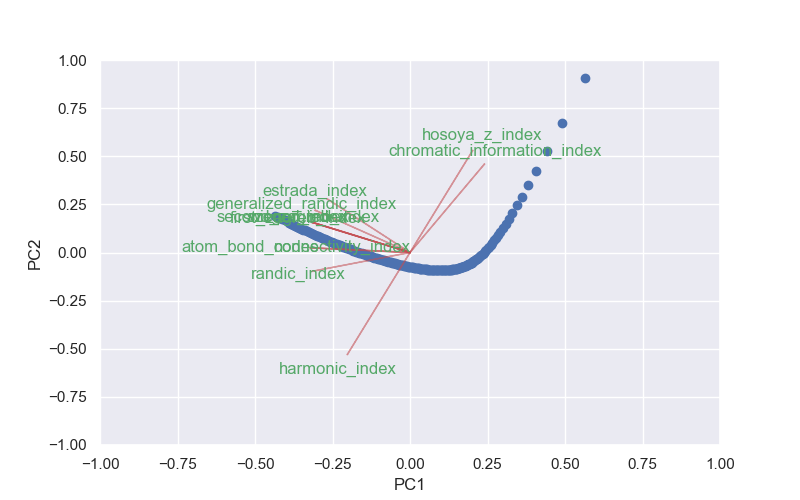 1.00
0.75
hosoya_z_index
chromatic_information_index
0.50
estrada_index
generalized_randic_index
0.25
atom_bond_connectivity_index
0.00
randic_index
−0.25
−0.50
harmonic_index
−0.75
−1.00
−1.00 −0.75 −0.50 −0.25 0.00 0.25 0.50 0.75 1.00
PC1
PC2